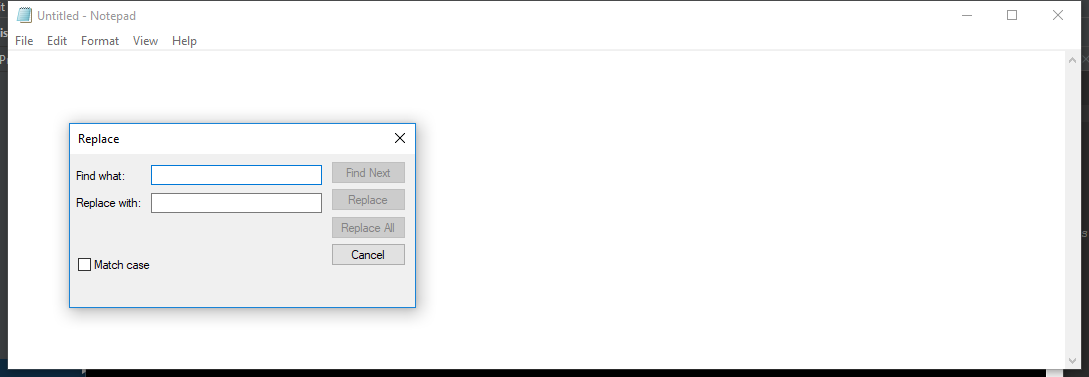 Untitled - Notepad
File Edit Format View Help
Replace
Find what: Find Next
Replace with: Replace
Replace All
Cancel
Match case